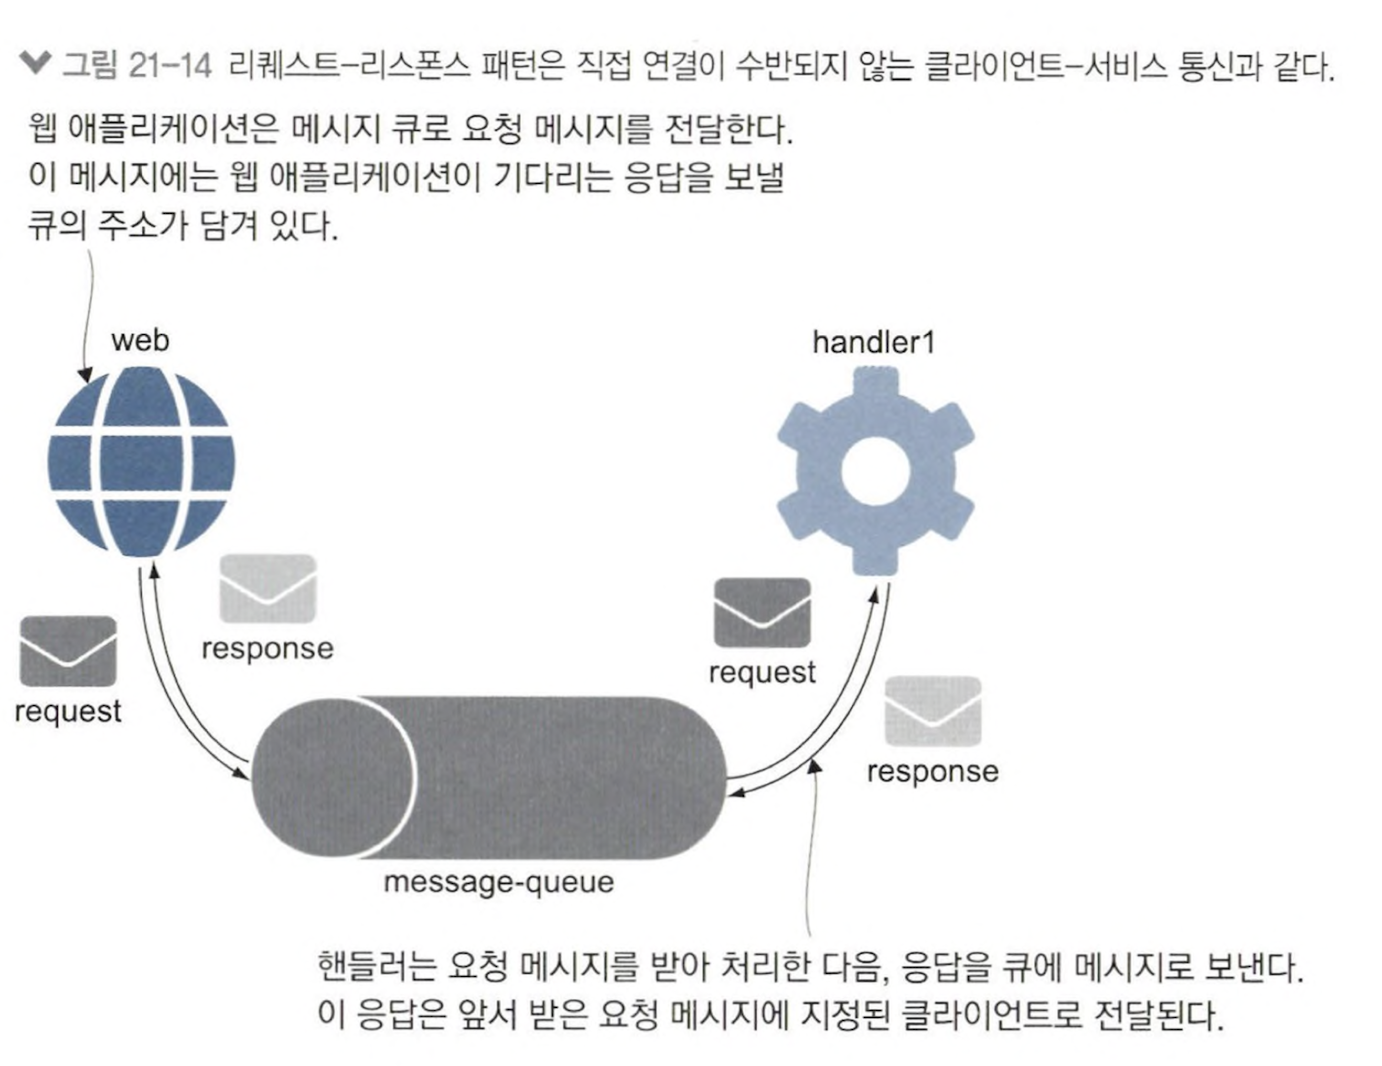 그림 21-14 리퀘스트-리스폰스 패턴은 직접 연결이 수반되지 않는 클라이언트-서비스 통신과 같다.
웹 애플리케이션은 메시지 큐로 요청 메시지를 전달한다.
이 메시지에는 웹 애플리케이션이 기다리는 응답을 보낼
큐의 주소가 담겨 있다.
web
handler1
response
request
request
response
message-queue
핸들러는 요청 메시지를 받아 처리한 다음, 응답을 큐에 메시지로 보낸다.
이 응답은 앞서 받은 요청 메시지에 지정된 클라이언트로 전달된다.